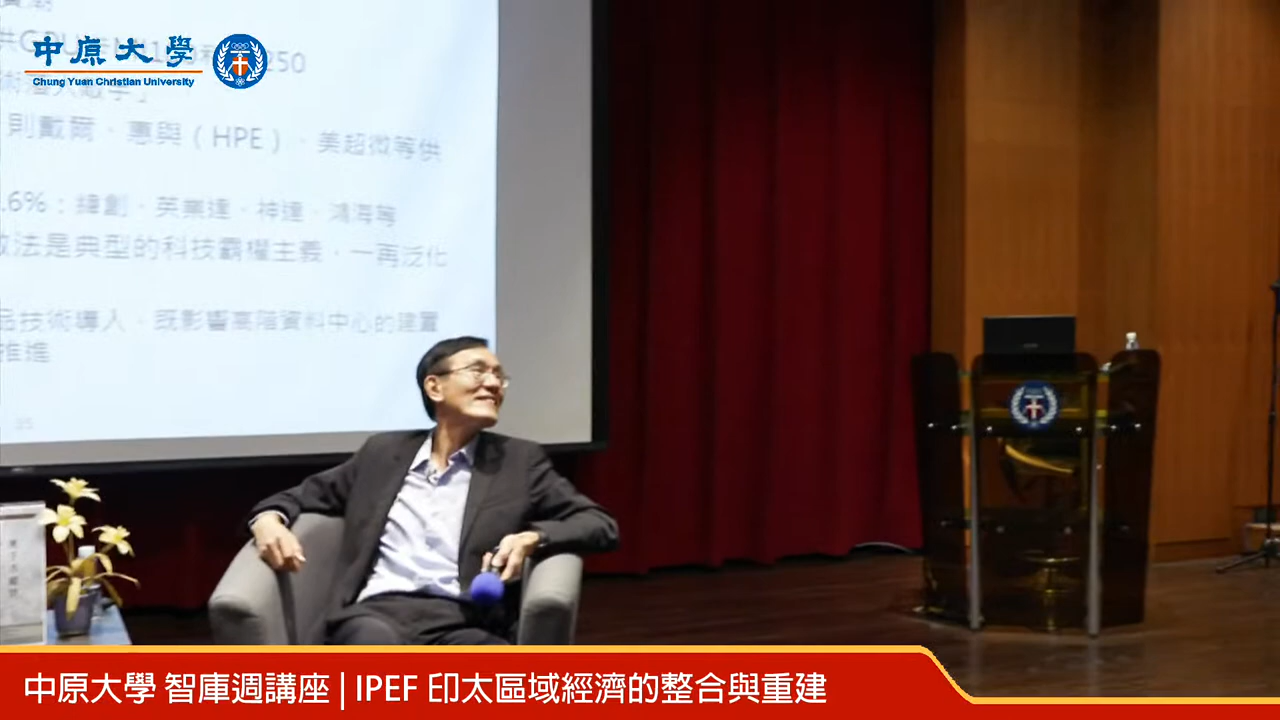 中原大學
Chung Yuan Christian University
250
則戴爾、惠與（HPE）、美超微等供
.6%：緯創、英業達、神達、鴻海等
做法是典型的科技霸權主義，一再泛化
品技術導入，既影響高階資料中心的建置
推進
35
中原大學 智庫週講座 | IPEF 印太區域經濟的整合與重建